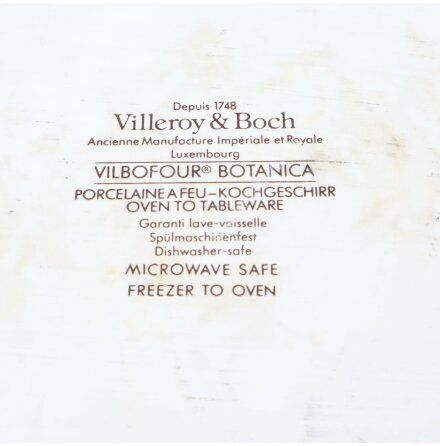 Depuis 1748
Villeroy & Boch
Ancienne Manufacture Impériale et Royale
Luxembourg
VILBOFOUR® BOTANICA
PORCELAINE A FEU–KOCHGESCHIRR
OVEN TO TABLEWARE
Garanti lave-vaisselle
Spülmaschinenfest
Dishwasher-safe
MICROWAVE SAFE
FREEZER TO OVEN